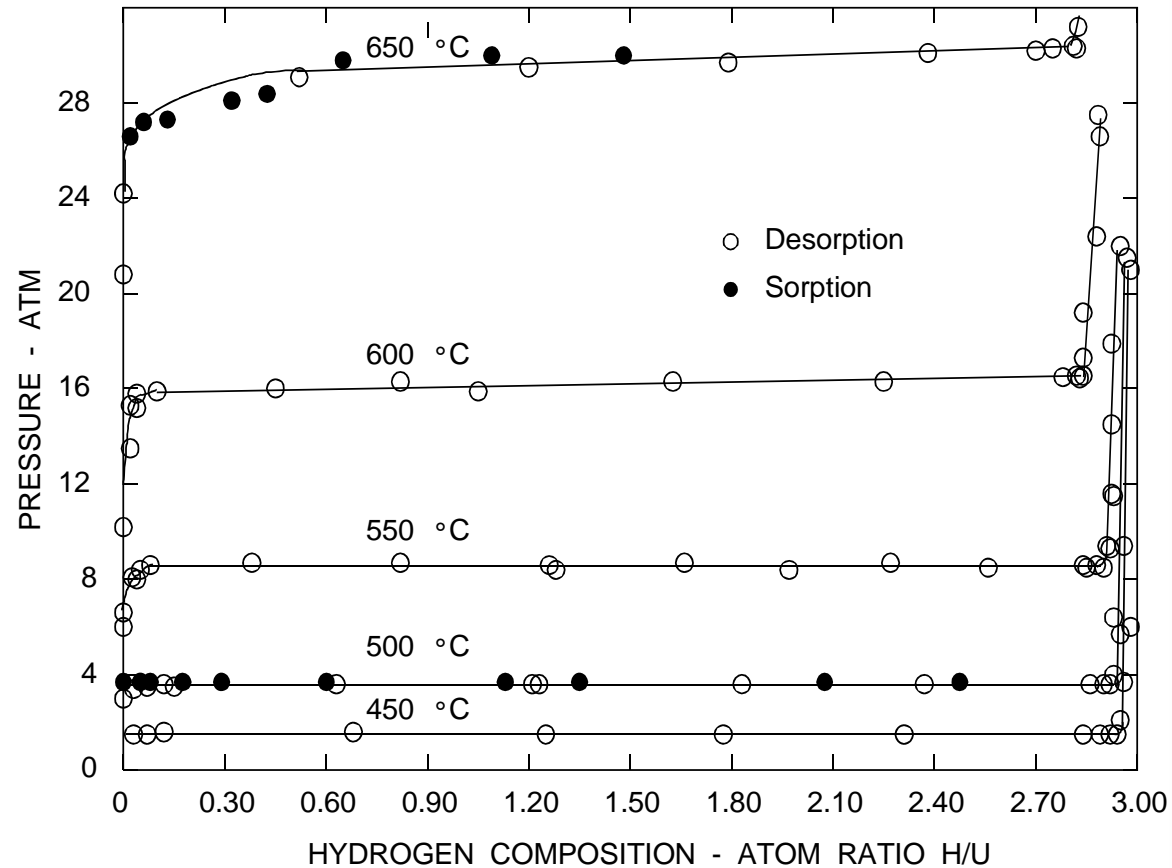 650 °C
28
24
Desorption
Sorption
20
600 °C
16
12
550 °C
8
500 °C
4
450 °C
0
PRESSURE - ATM
0 0.30 0.60 0.90 1.20 1.50 1.80 2.10 2.40 2.70 3.00
HYDROGEN COMPOSITION - ATOM RATIO H/U